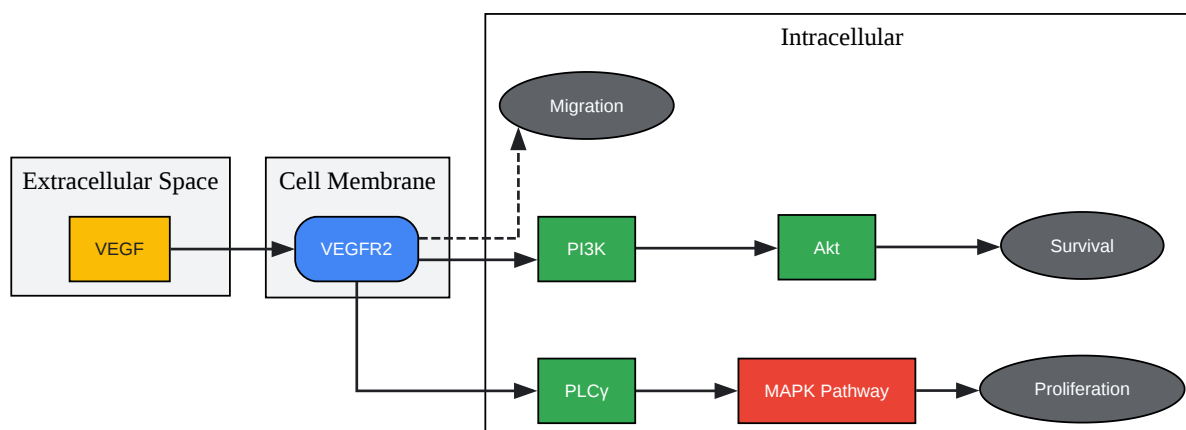 Intracellular
Migration
Extracellular Space
Cell Membrane
VEGF
VEGFR2
PI3K
Akt
Survival
PLCγ
MAPK Pathway
Proliferation